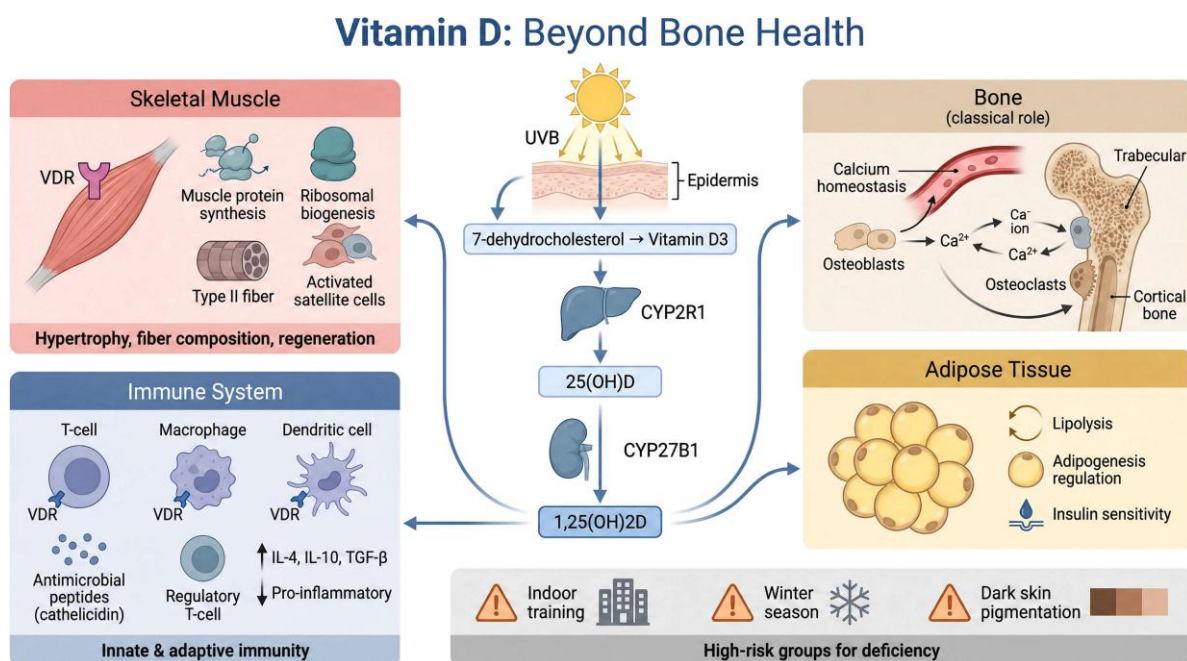 Vitamin D: Beyond Bone Health
Skeletal Muscle
VDR
Muscle protein
synthesis
Ribosomal
biogenesis
Type II fiber
Activated
satellite cells
Hypertrophy, fiber composition, regeneration
Immune System
T-cell
Macrophage
Dendritic cell
VDR
VDR
VDR
Antimicrobial
peptides
(cathelicidin)
Regulatory
T-cell
IL-4, IL-10, TGF-β
Pro-inflammatory
Innate & adaptive immunity
UVB
Epidermis
7-dehydrocholesterol → Vitamin D3
CYP2R1
25(OH)D
CYP27B1
1,25(OH)2D
Bone
(classical role)
Calcium
homeostasis
Trabecular
Osteoblasts
Ca²⁺
Ca⁻
ion
Ca²⁺
Osteoclasts
Cortical
bone
Adipose Tissue
Lipolysis
Adipogenesis
regulation
Insulin sensitivity
Indoor
training
Winter
season
Dark skin
pigmentation
High-risk groups for deficiency